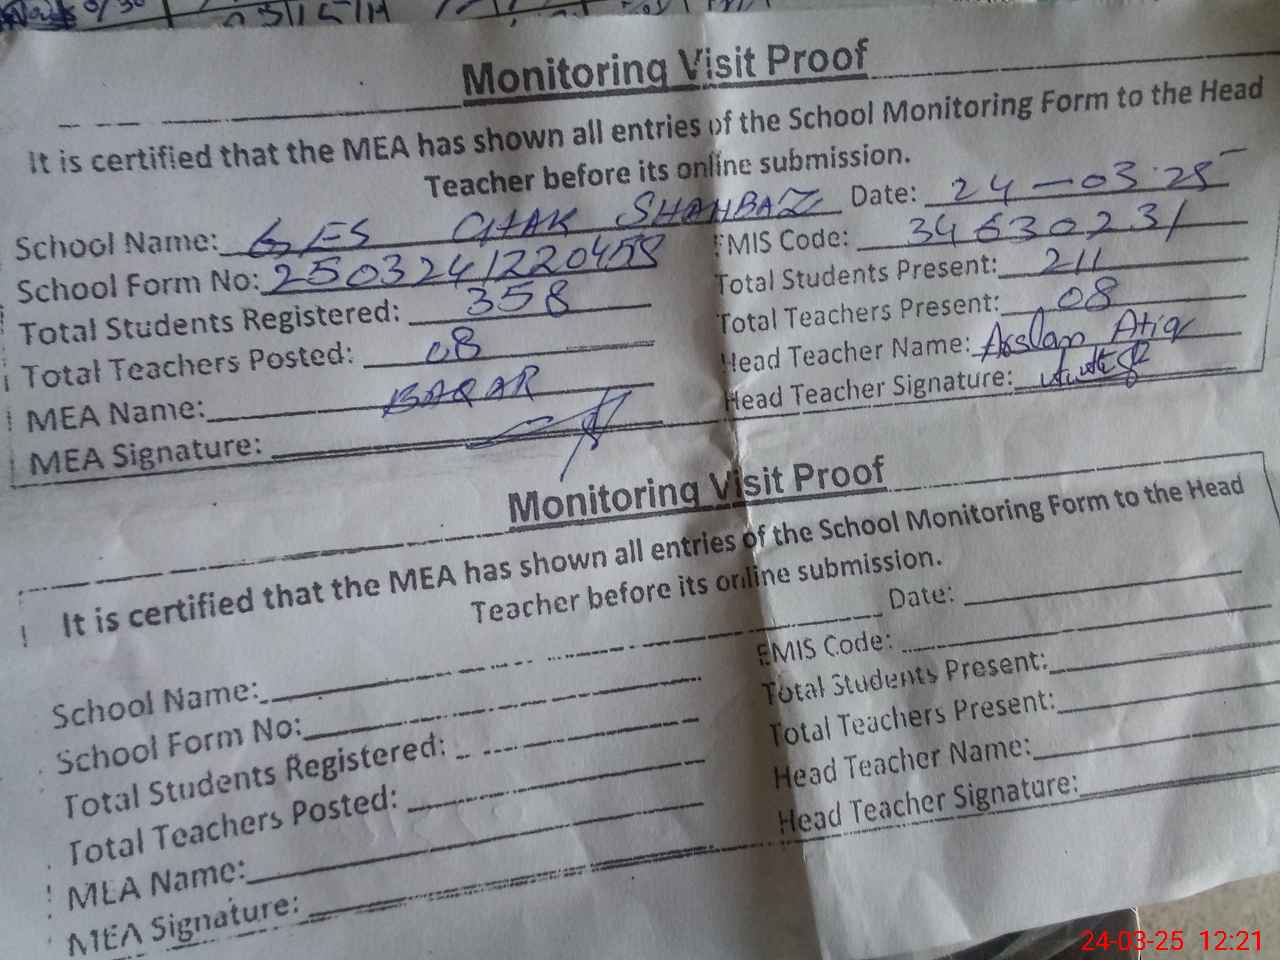 Monitoring Visit Proof
It is certified that the MEA has shown all entries of the School Monitoring Form to the Head
Teacher before its online submission.
School Name: GES CHAK SHAHBAZ Date: 24-03-25
School Form No: 2503241220458 EMIS Code: 34630231
Total Students Registered: 358 Total Students Present: 211
Total Teachers Posted: 08 Total Teachers Present: 08
MEA Name: BAQAR Head Teacher Name: Arslan Atiq
MEA Signature: Head Teacher Signature:
Monitoring Visit Proof
It is certified that the MEA has shown all entries of the School Monitoring Form to the Head
Teacher before its online submission.
School Name: Date:
School Form No: EMIS Code:
Total Students Registered: Total Students Present:
Total Teachers Posted: Total Teachers Present:
MEA Name: Head Teacher Name:
MEA Signature: Head Teacher Signature:
24-03-25 12:21